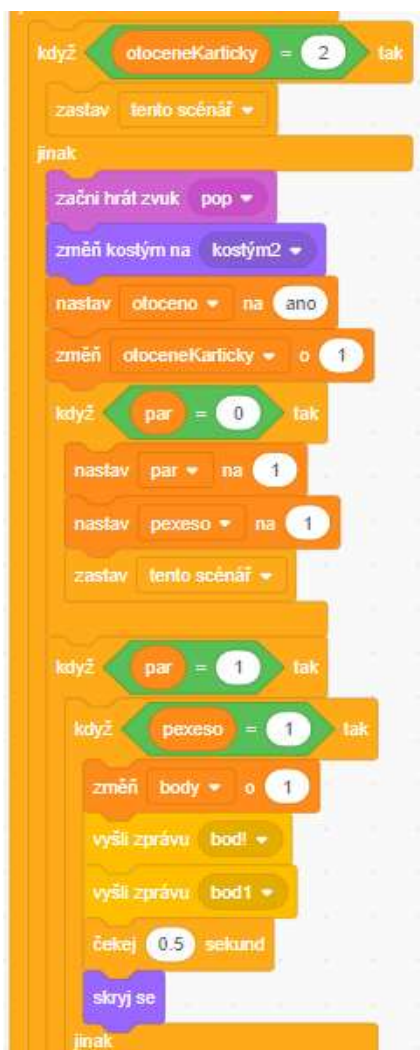 když otoceneKarticky = 2 tak
zastav tento scénář
jinak
začni hrát zvuk pop
změň kostým na kostým2
nastav otoceno na ano
změň otoceneKarticky o 1
když par = 0 tak
nastav par na 1
nastav pexeso na 1
zastav tento scénář
když par = 1 tak
když pexeso = 1 tak
změň body o 1
vyšli zprávu bod!
vyšli zprávu bod1
čekej 0.5 sekund
skryj se
jinak